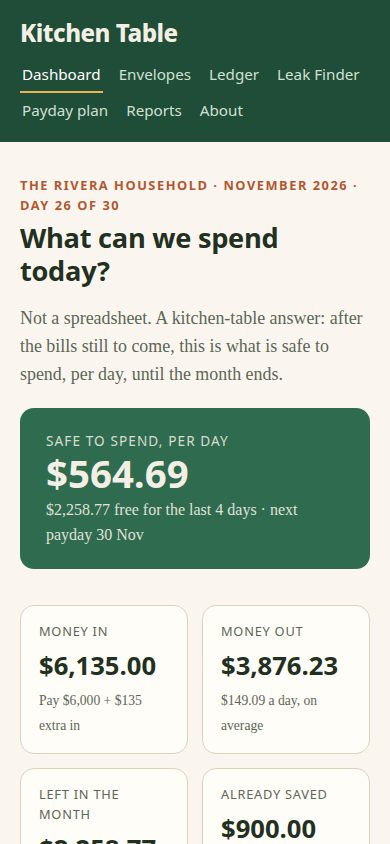 Kitchen Table
Dashboard Envelopes Ledger Leak Finder
Payday plan Reports About
THE RIVERA HOUSEHOLD · NOVEMBER 2026 ·
DAY 26 OF 30
What can we spend
today?
Not a spreadsheet. A kitchen-table answer: after
the bills still to come, this is what is safe to
spend, per day, until the month ends.
SAFE TO SPEND, PER DAY
$564.69
$2,258.77 free for the last 4 days · next
payday 30 Nov
MONEY IN
$6,135.00
Pay $6,000 + $135
extra in
MONEY OUT
$3,876.23
$149.09 a day, on
average
LEFT IN THE
MONTH
$2,258.77
ALREADY SAVED
$900.00